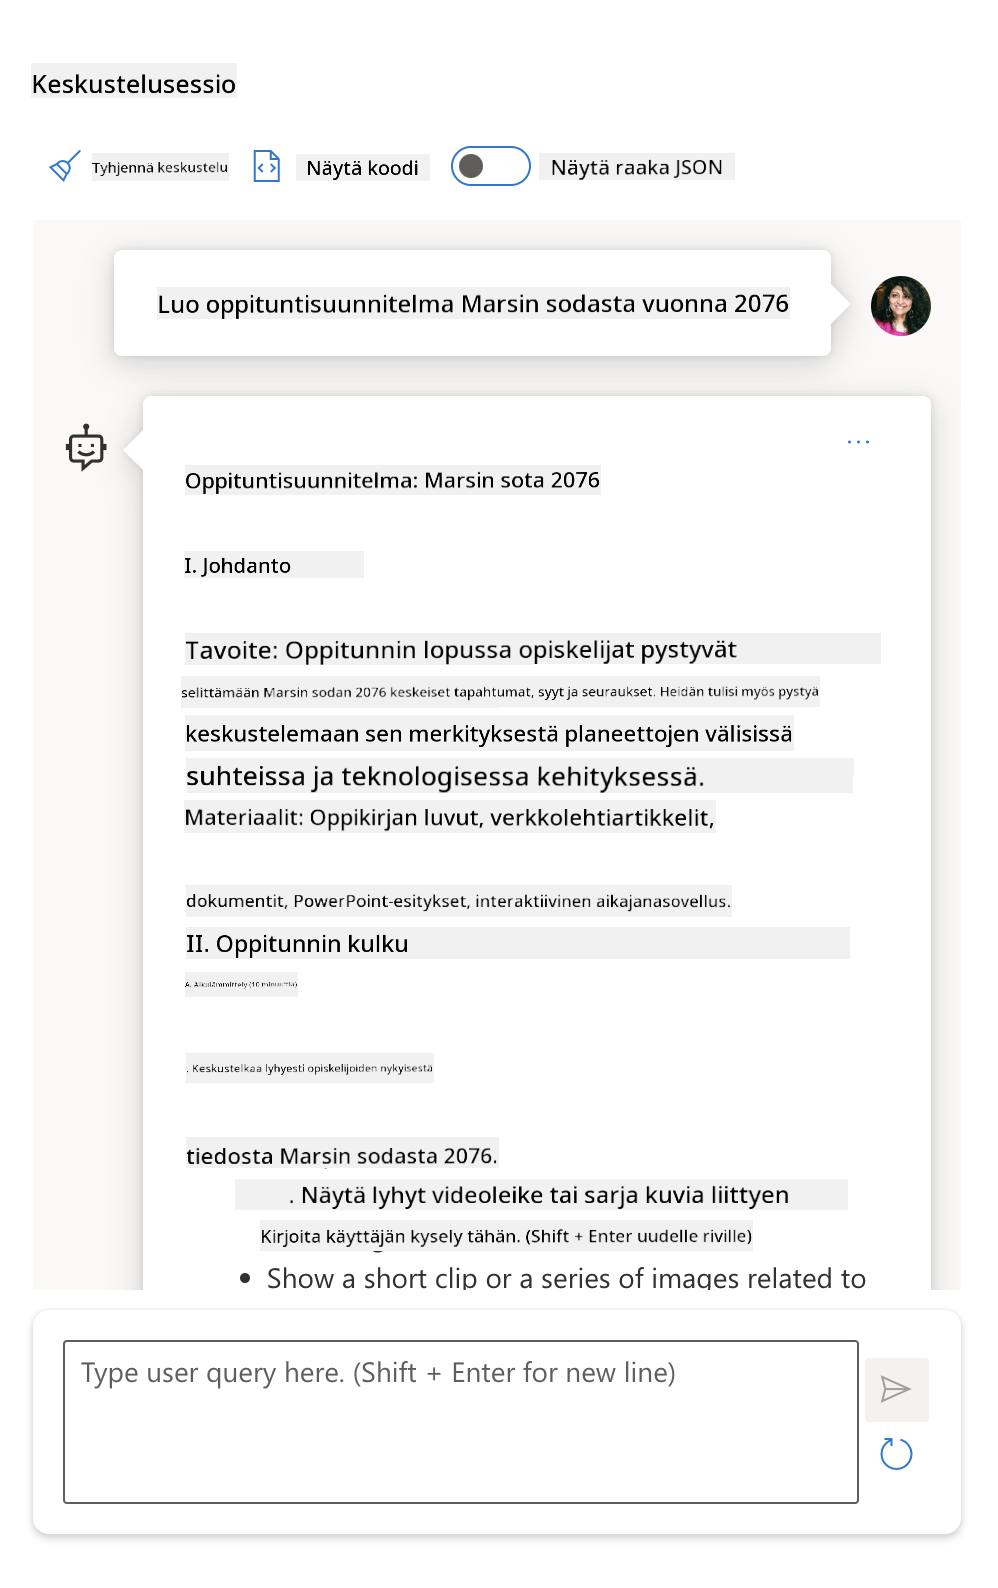 Keskustelusessio
Tyhjennä keskustelu Näytä koodi Näytä raaka JSON
Luo oppituntisuunnitelma Marsin sodasta vuonna 2076
...
Oppituntisuunnitelma: Marsin sota 2076
I. Johdanto
Tavoite: Oppitunnin lopussa opiskelijat pystyvät
selittämään Marsin sodan 2076 keskeiset tapahtumat, syyt ja seuraukset. Heidän tulisi myös pystyä
keskustelemaan sen merkityksestä planeettojen välisissä
suhteissa ja teknologisessa kehityksessä.
Materiaalit: Oppikirjan luvut, verkkolehtiartikkelit,
dokumentit, PowerPoint-esitykset, interaktiivinen aikajanasovellus.
II. Oppitunnin kulku
A. Alkulämmittely (10 minuuttia)
. Keskustelkaa lyhyesti opiskelijoiden nykyisestä
tiedosta Marsin sodasta 2076.
. Näytä lyhyt videoleike tai sarja kuvia liittyen
Kirjoita käyttäjän kysely tähän. (Shift + Enter uudelle riville)
• Show a short clip or a series of images related to
Type user query here. (Shift + Enter for new line)